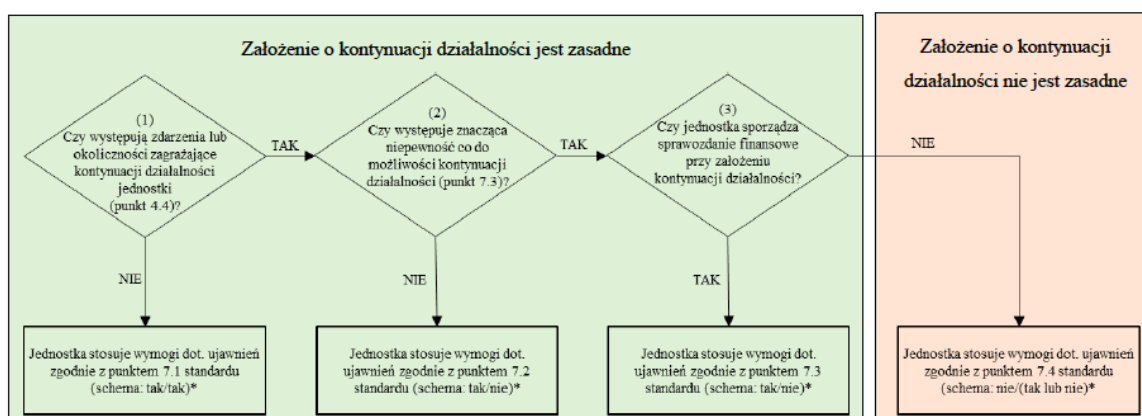 Założenie o kontynuacji działalności jest zasadne
Założenie o kontynuacji
działalności nie jest zasadne
(1)
Czy występują zdarzenia lub
okoliczności zagrażające
kontynuacji działalności
jednostki
(punkt 4.4)?
TAK
(2)
Czy występuje znacząca
niepewność co do
możliwości kontynuacji
działalności (punkt 7.3)?
TAK
(3)
Czy jednostka sporządza
sprawozdanie finansowe
przy założeniu
kontynuacji działalności?
NIE
NIE
NIE
TAK
Jednostka stosuje wymogi dot. ujawnień
zgodnie z punktem 7.1 standardu
(schema: tak/tak)*
Jednostka stosuje wymogi dot.
ujawnień zgodnie z punktem 7.2
standardu (schema: tak/nie)*
Jednostka stosuje wymogi dot.
ujawnień zgodnie z punktem 7.3
standardu (schema: tak/nie)*
Jednostka stosuje wymogi dot. ujawnień
zgodnie z punktem 7.4 standardu
(schema: nie/(tak lub nie)*